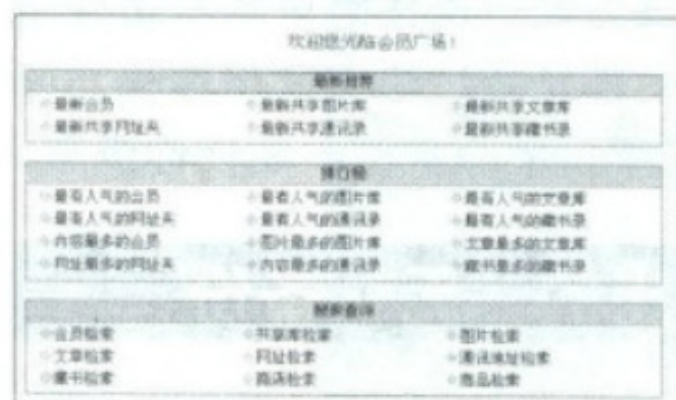 欢迎您光临会员广场！
最新推荐
最新会员 最新共享图片库 最新共享文章库
最新共享网址夹 最新共享通讯录 最新共享藏书录
排行榜
最有人气的会员 最有人气的图片库 最有人气的文章库
最有人气的网址夹 最有人气的通讯录 最有人气的藏书录
内容最多的会员 图片最多的图片库 文章最多的文章库
网址最多的网址夹 内容最多的通讯录 藏书最多的藏书录
搜索查询
会员检索 共享库检索 图片检索
文章检索 网址检索 通讯地址检索
藏书检索 商店检索 商品检索